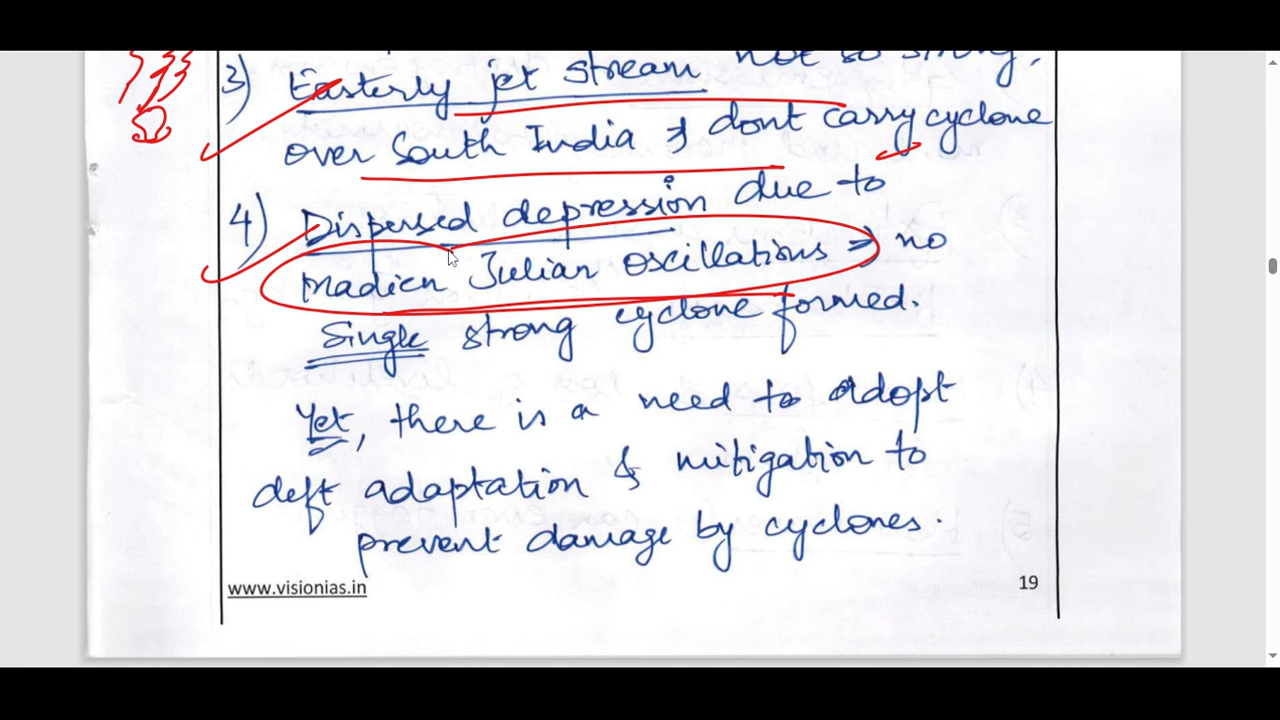 3) Easterly jet stream not so strong,
over South India & dont carry cyclone
4) Dispersed depression due to
Madien Julian oscillations => no
Single strong cyclone formed.
Yet, there is a need to adopt
deft adaptation & mitigation to
prevent damage by cyclones.
www.visionias.in
19